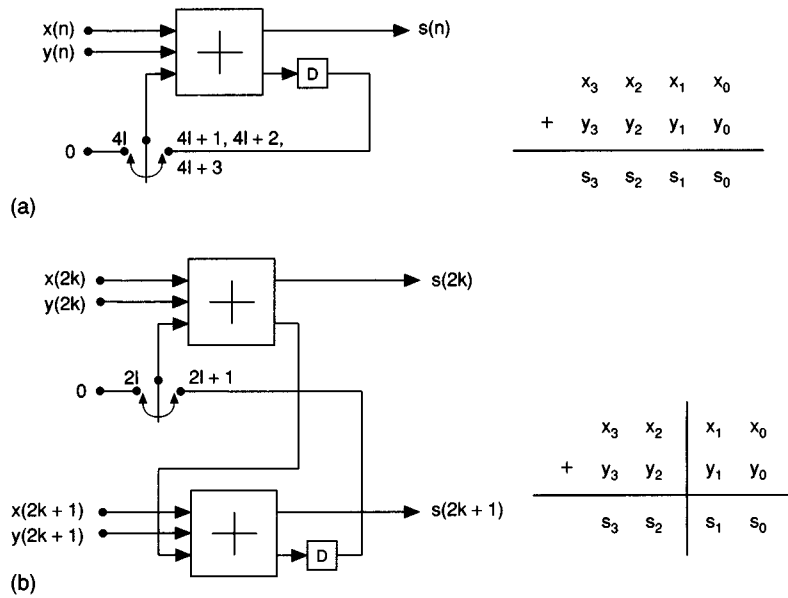 x(n) s(n)
y(n)
D
0 4l 4l + 1, 4l + 2,
4l + 3
x₃ x₂ x₁ x₀
+ y₃ y₂ y₁ y₀
s₃ s₂ s₁ s₀
(a)
x(2k) s(2k)
y(2k)
0 2l 2l + 1
x(2k + 1) s(2k + 1)
y(2k + 1)
D
x₃ x₂ x₁ x₀
+ y₃ y₂ y₁ y₀
s₃ s₂ s₁ s₀
(b)